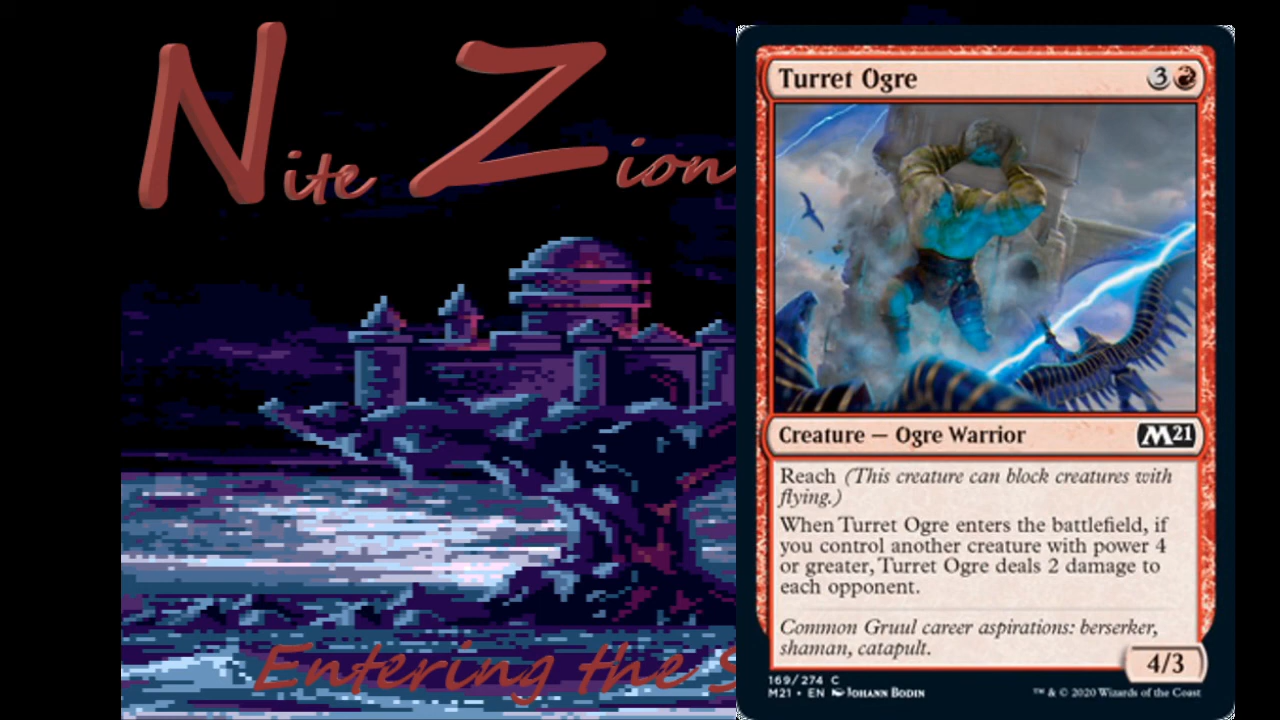 Nite Zion
Entering the
Turret Ogre
3
Creature — Ogre Warrior
M21
Reach (This creature can block creatures with
flying.)
When Turret Ogre enters the battlefield, if
you control another creature with power 4
or greater, Turret Ogre deals 2 damage to
each opponent.
Common Gruul career aspirations: berserker,
shaman, catapult.
4/3
169/274 C
M21 • EN Johann Bodin
™ & © 2020 Wizards of the Coast